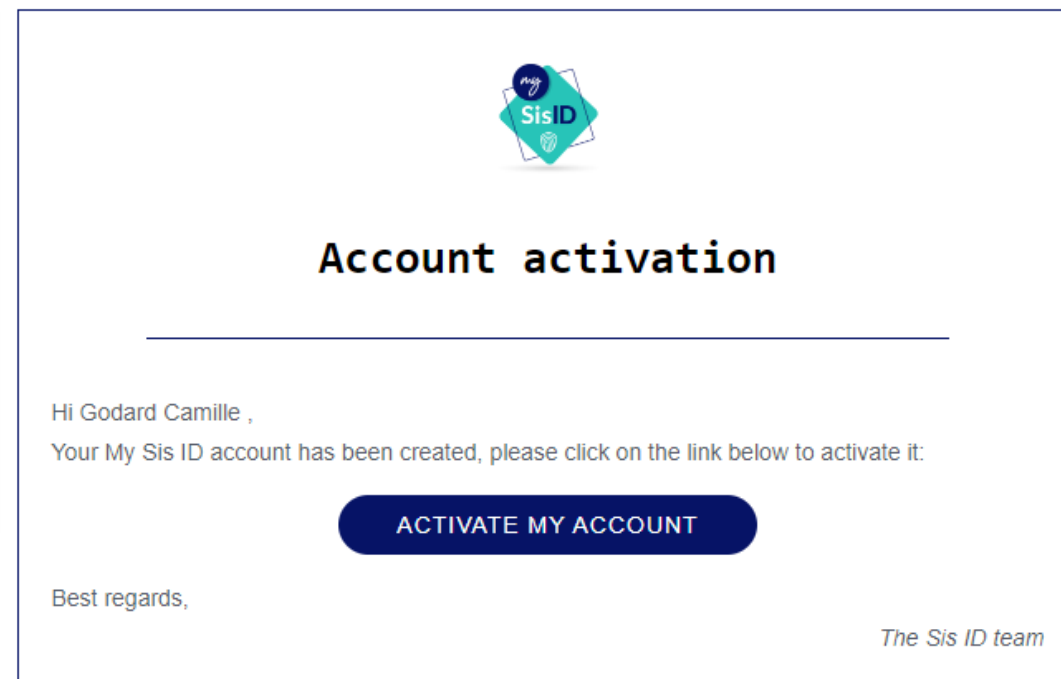 my
SisID
Account activation
Hi Godard Camille ,
Your My Sis ID account has been created, please click on the link below to activate it:
ACTIVATE MY ACCOUNT
Best regards,
The Sis ID team